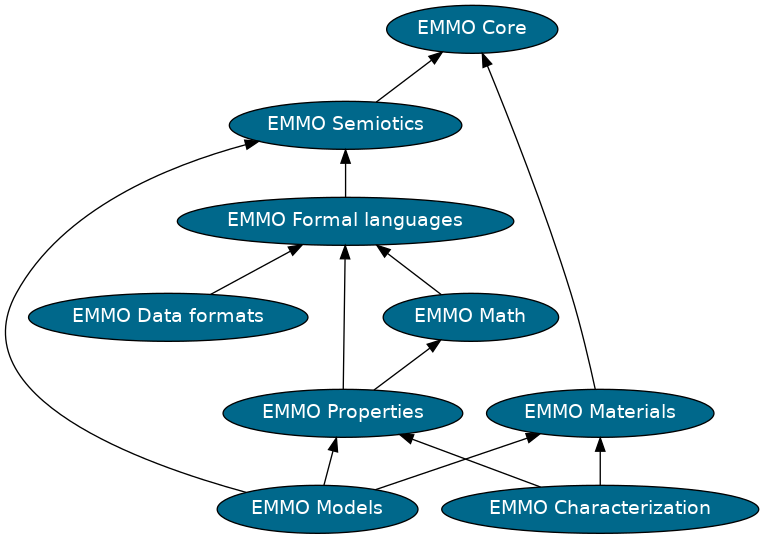 EMMO Core
EMMO Semiotics
EMMO Formal languages
EMMO Data formats
EMMO Math
EMMO Properties
EMMO Materials
EMMO Models
EMMO Characterization